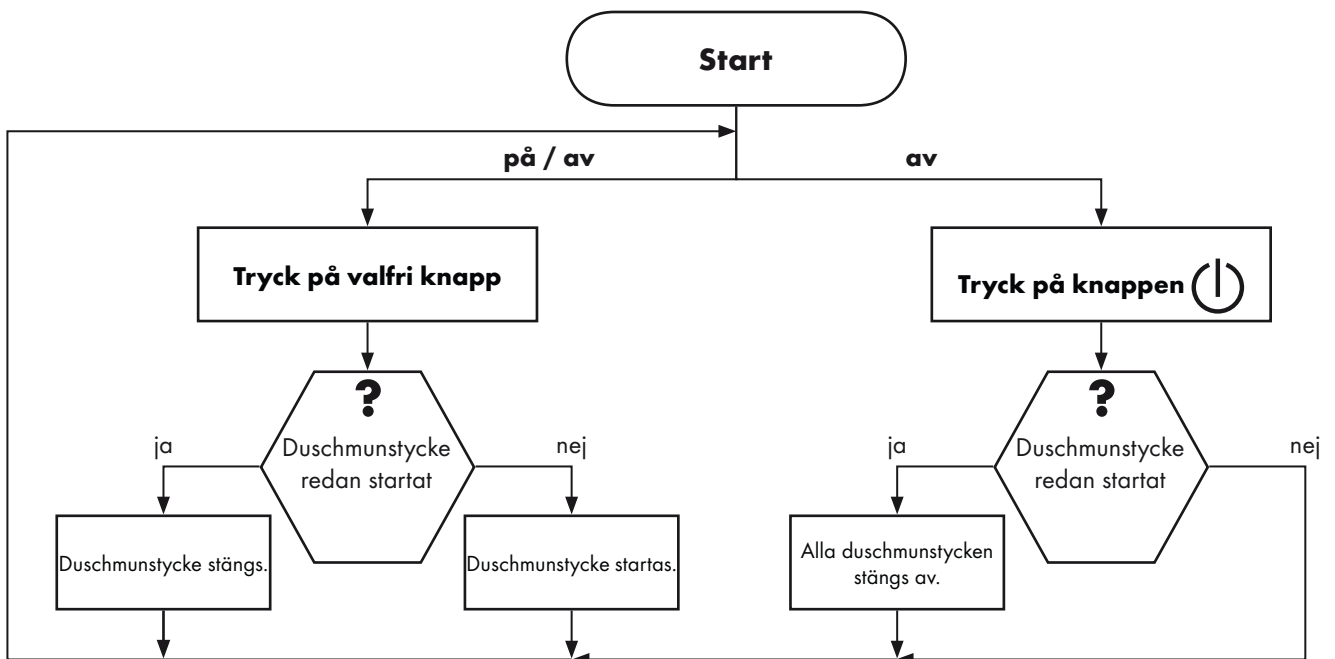 Start
på / av
av
Tryck på valfri knapp
Tryck på knappen
?
Duschmunstycke
redan startat
ja
nej
Duschmunstycke stängs.
Duschmunstycke startas.
?
Duschmunstycke
redan startat
ja
nej
Alla duschmunstycken
stängs av.